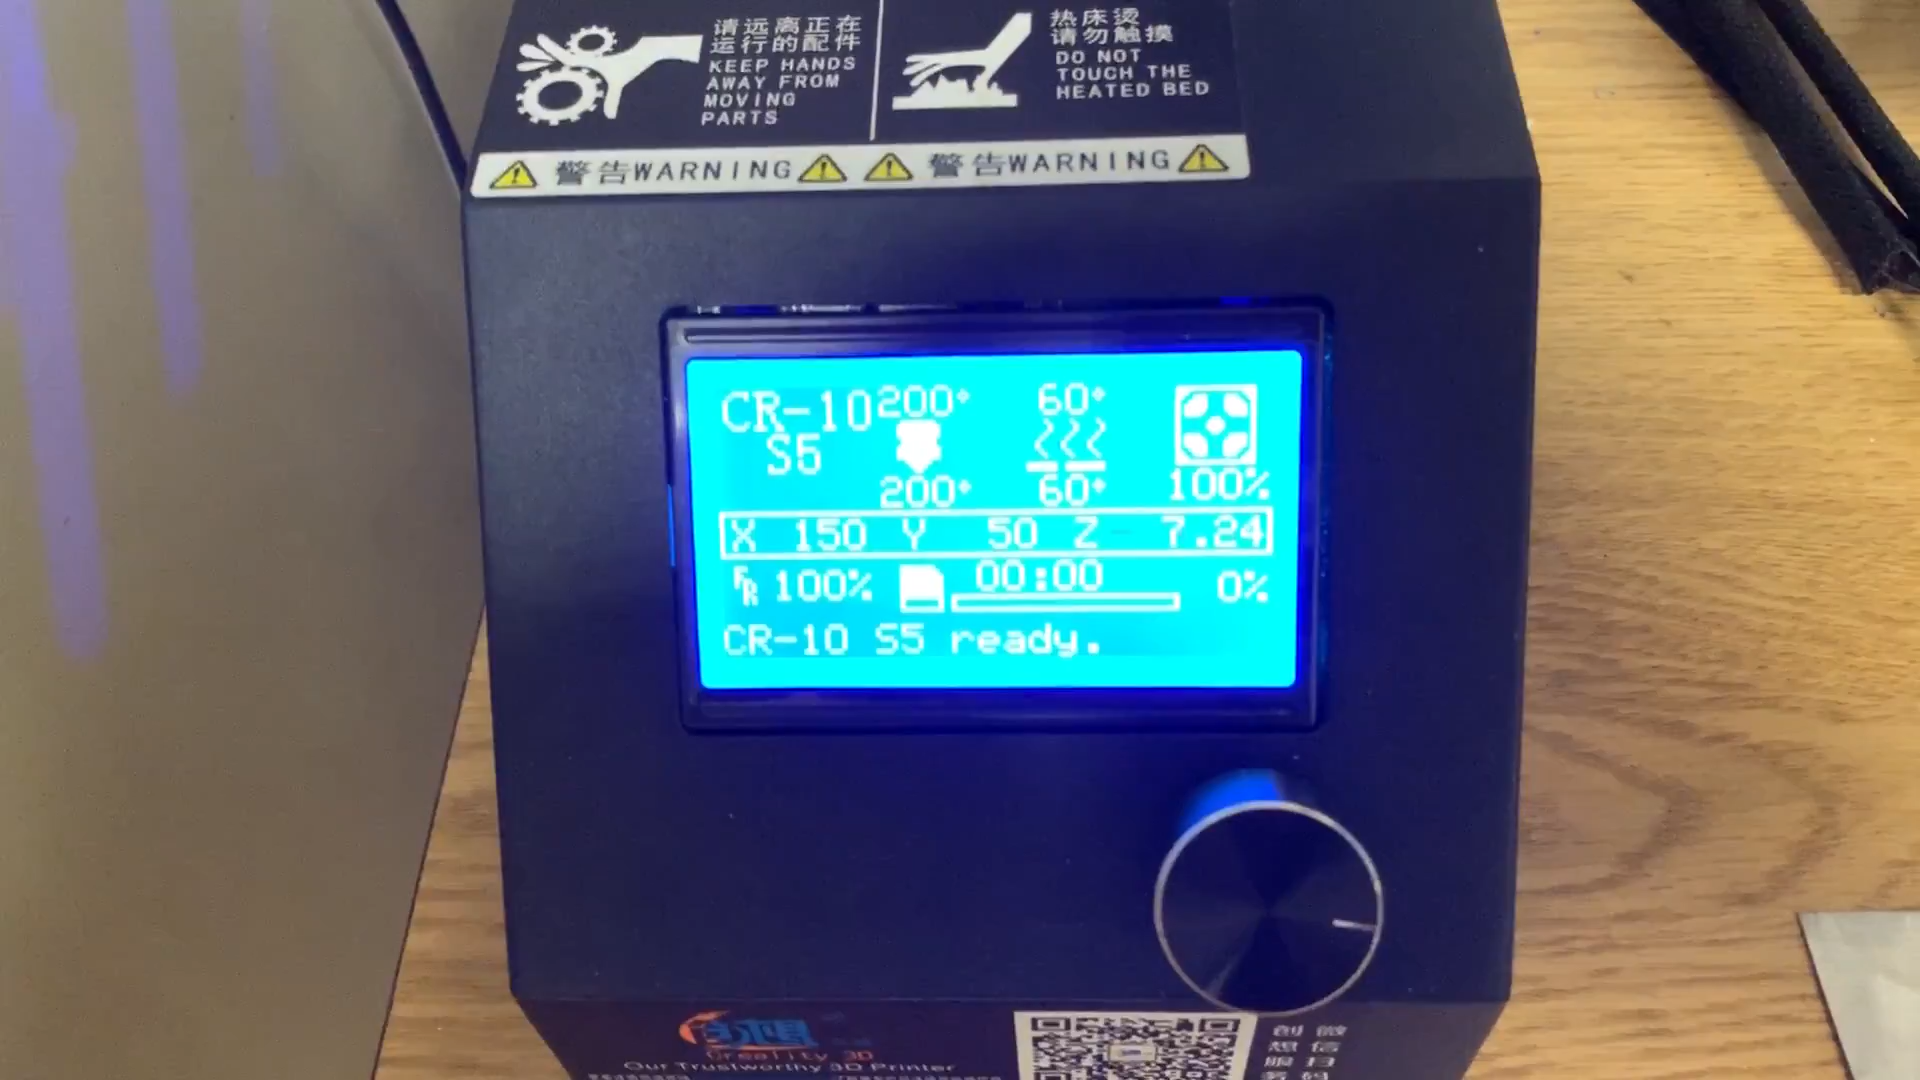 请远离正在
运行的配件
KEEP HANDS
AWAY FROM
MOVING
PARTS
热床烫
请勿触摸
DO NOT
TOUCH THE
HEATED BED
警告WARNING
警告WARNING
CR-10 200° 60°
S5
200° 60° 100%
X 150 Y 50 Z 7.24
FR 100% 00:00 0%
CR-10 S5 ready.
Creality 3D
Our Trustworthy 3D Printer
创 微
想 信
服 扫
务 码